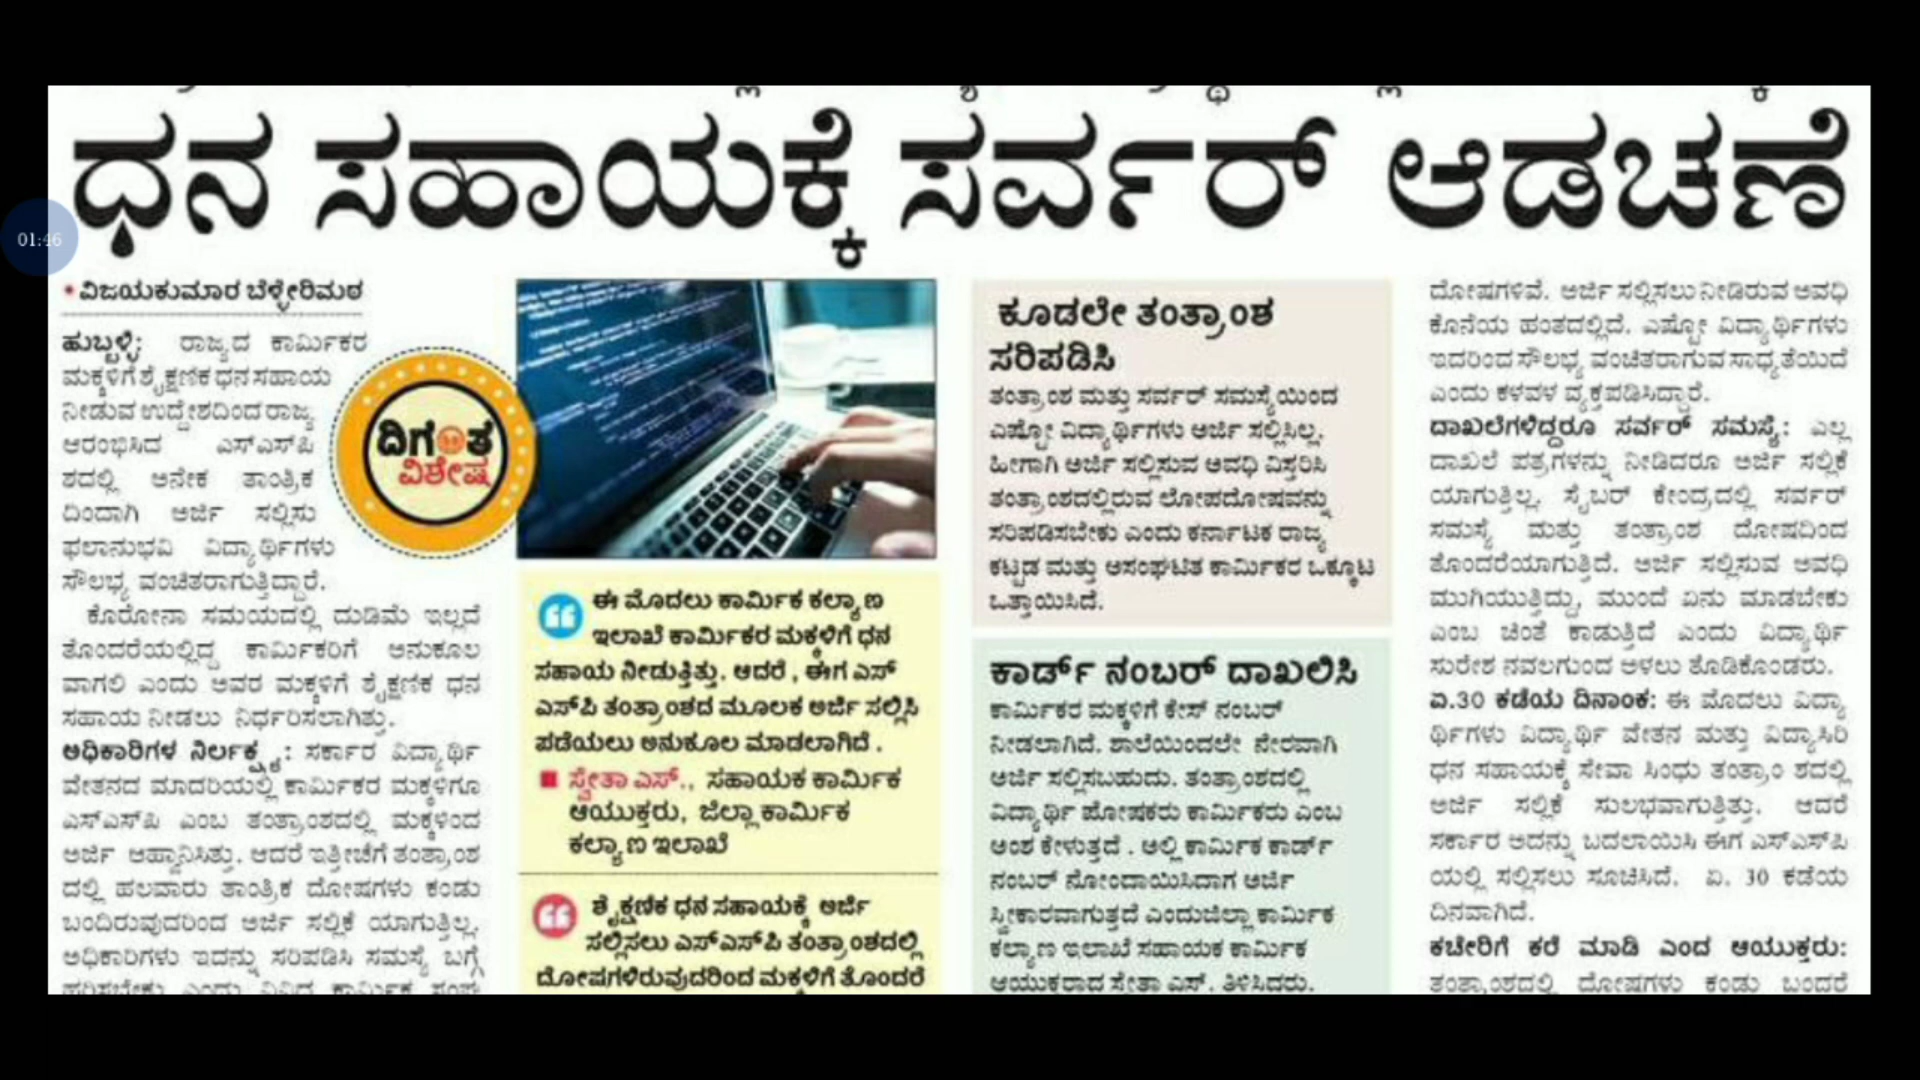 ಧನ ಸಹಾಯಕ್ಕೆ ಸರ್ವರ್ ಆಡಚಣೆ
01:46
• ವಿಜಯಕುಮಾರ ಬೆಳ್ಳೇರಿಮಠ
ಹುಬ್ಬಳ್ಳಿ: ರಾಜ್ಯದ ಕಾರ್ಮಿಕರ
ಮಕ್ಕಳಿಗೆ ಶೈಕ್ಷಣಿಕ ಧನ ಸಹಾಯ
ನೀಡುವ ಉದ್ದೇಶದಿಂದ ರಾಜ್ಯ
ಆರಂಭಿಸಿದ ಎಸ್ಎಸ್‌ಪಿ
ಶದಲ್ಲಿ ಅನೇಕ ತಾಂತ್ರಿಕ
ದಿಂದಾಗಿ ಅರ್ಜಿ ಸಲ್ಲಿಸು
ಫಲಾನುಭವಿ ವಿದ್ಯಾರ್ಥಿಗಳು
ಸೌಲಭ್ಯ ವಂಚಿತರಾಗುತ್ತಿದ್ದಾರೆ.
ಕೊರೋನಾ ಸಮಯದಲ್ಲಿ ದುಡಿಮೆ ಇಲ್ಲದೆ
ತೊಂದರೆಯಲ್ಲಿದ್ದ ಕಾರ್ಮಿಕರಿಗೆ ಅನುಕೂಲ
ವಾಗಲಿ ಎಂದು ಅವರ ಮಕ್ಕಳಿಗೆ ಶೈಕ್ಷಣಿಕ ಧನ
ಸಹಾಯ ನೀಡಲು ನಿರ್ಧರಿಸಲಾಗಿತ್ತು.
ಅಧಿಕಾರಿಗಳ ನಿರ್ಲಕ್ಷ್ಯ: ಸರ್ಕಾರ ವಿದ್ಯಾರ್ಥಿ
ವೇತನದ ಮಾದರಿಯಲ್ಲಿ ಕಾರ್ಮಿಕರ ಮಕ್ಕಳಿಗೂ
ಎಸ್ಎಸ್‌ಪಿ ಎಂಬ ತಂತ್ರಾಂಶದಲ್ಲಿ ಮಕ್ಕಳಿಂದ
ಅರ್ಜಿ ಆಹ್ವಾನಿಸಿತ್ತು. ಆದರೆ ಇತ್ತೀಚೆಗೆ ತಂತ್ರಾಂಶ
ದಲ್ಲಿ ಹಲವಾರು ತಾಂತ್ರಿಕ ದೋಷಗಳು ಕಂಡು
ಬಂದಿರುವುದರಿಂದ ಅರ್ಜಿ ಸಲ್ಲಿಕೆ ಯಾಗುತ್ತಿಲ್ಲ.
ಅಧಿಕಾರಿಗಳು ಇದನ್ನು ಸರಿಪಡಿಸಿ ಸಮಸ್ಯೆ ಬಗ್ಗೆ
ಹರಿಸಬೇಕು ಎಂದು ವಿವಿಧ ಕಾರ್ಮಿಕ ಸಂಘ
ದಿಗಂತ
ವಿಶೇಷ
ಈ ಮೊದಲು ಕಾರ್ಮಿಕ ಕಲ್ಯಾಣ
ಇಲಾಖೆ ಕಾರ್ಮಿಕರ ಮಕ್ಕಳಿಗೆ ಧನ
ಸಹಾಯ ನೀಡುತ್ತಿತ್ತು. ಆದರೆ , ಈಗ ಎಸ್
ಎಸ್‌ಪಿ ತಂತ್ರಾಂಶದ ಮೂಲಕ ಅರ್ಜಿ ಸಲ್ಲಿಸಿ
ಪಡೆಯಲು ಅನುಕೂಲ ಮಾಡಲಾಗಿದೆ .
■ ಸ್ವೇತಾ ಎಸ್., ಸಹಾಯಕ ಕಾರ್ಮಿಕ
ಆಯುಕ್ತರು, ಜಿಲ್ಲಾ ಕಾರ್ಮಿಕ
ಕಲ್ಯಾಣ ಇಲಾಖೆ
ಶೈಕ್ಷಣಿಕ ಧನ ಸಹಾಯಕ್ಕೆ ಅರ್ಜಿ
ಸಲ್ಲಿಸಲು ಎಸ್ಎಸ್‌ಪಿ ತಂತ್ರಾಂಶದಲ್ಲಿ
ದೋಷಗಳಿರುವುದರಿಂದ ಮಕ್ಕಳಿಗೆ ತೊಂದರೆ
ಕೂಡಲೇ ತಂತ್ರಾಂಶ
ಸರಿಪಡಿಸಿ
ತಂತ್ರಾಂಶ ಮತ್ತು ಸರ್ವರ್ ಸಮಸ್ಯೆಯಿಂದ
ಎಷ್ಟೋ ವಿದ್ಯಾರ್ಥಿಗಳು ಅರ್ಜಿ ಸಲ್ಲಿಸಿಲ್ಲ.
ಹೀಗಾಗಿ ಅರ್ಜಿ ಸಲ್ಲಿಸುವ ಅವಧಿ ವಿಸ್ತರಿಸಿ
ತಂತ್ರಾಂಶದಲ್ಲಿರುವ ಲೋಪದೋಷವನ್ನು
ಸರಿಪಡಿಸಬೇಕು ಎಂದು ಕರ್ನಾಟಕ ರಾಜ್ಯ
ಕಟ್ಟಡ ಮತ್ತು ಅಸಂಘಟಿತ ಕಾರ್ಮಿಕರ ಒಕ್ಕೂಟ
ಒತ್ತಾಯಿಸಿದೆ.
ಕಾರ್ಡ್ ನಂಬರ್ ದಾಖಲಿಸಿ
ಕಾರ್ಮಿಕರ ಮಕ್ಕಳಿಗೆ ಕೇಸ್ ನಂಬರ್
ನೀಡಲಾಗಿದೆ. ಶಾಲೆಯಿಂದಲೇ ನೇರವಾಗಿ
ಅರ್ಜಿ ಸಲ್ಲಿಸಬಹುದು. ತಂತ್ರಾಂಶದಲ್ಲಿ
ವಿದ್ಯಾರ್ಥಿ ಪೋಷಕರು ಕಾರ್ಮಿಕರು ಎಂಬ
ಅಂಶ ಕೇಳುತ್ತದೆ . ಅಲ್ಲಿ ಕಾರ್ಮಿಕ ಕಾರ್ಡ್
ನಂಬರ್ ನೋಂದಾಯಿಸಿದಾಗ ಅರ್ಜಿ
ಸ್ವೀಕಾರವಾಗುತ್ತದೆ ಎಂದುಜಿಲ್ಲಾ ಕಾರ್ಮಿಕ
ಕಲ್ಯಾಣ ಇಲಾಖೆ ಸಹಾಯಕ ಕಾರ್ಮಿಕ
ಆಯುಕ್ತರಾದ ಸ್ವೇತಾ ಎಸ್. ತಿಳಿಸಿದರು.
ದೋಷಗಳಿವೆ. ಅರ್ಜಿ ಸಲ್ಲಿಸಲು ನೀಡಿರುವ ಅವಧಿ
ಕೊನೆಯ ಹಂತದಲ್ಲಿದೆ. ಎಷ್ಟೋ ವಿದ್ಯಾರ್ಥಿಗಳು
ಇದರಿಂದ ಸೌಲಭ್ಯ ವಂಚಿತರಾಗುವ ಸಾಧ್ಯತೆಯಿದೆ
ಎಂದು ಕಳವಳ ವ್ಯಕ್ತಪಡಿಸಿದ್ದಾರೆ.
ದಾಖಲೆಗಳಿದ್ದರೂ ಸರ್ವರ್ ಸಮಸ್ಯೆ: ಎಲ್ಲ
ದಾಖಲೆ ಪತ್ರಗಳನ್ನು ನೀಡಿದರೂ ಅರ್ಜಿ ಸಲ್ಲಿಕೆ
ಯಾಗುತ್ತಿಲ್ಲ. ಸೈಬರ್ ಕೇಂದ್ರದಲ್ಲಿ ಸರ್ವರ್
ಸಮಸ್ಯೆ ಮತ್ತು ತಂತ್ರಾಂಶ ದೋಷದಿಂದ
ತೊಂದರೆಯಾಗುತ್ತಿದೆ. ಅರ್ಜಿ ಸಲ್ಲಿಸುವ ಅವಧಿ
ಮುಗಿಯುತ್ತಿದ್ದು, ಮುಂದೆ ಏನು ಮಾಡಬೇಕು
ಎಂಬ ಚಿಂತೆ ಕಾಡುತ್ತಿದೆ ಎಂದು ವಿದ್ಯಾರ್ಥಿ
ಸುರೇಶ ನವಲಗುಂದ ಅಳಲು ತೊಡಿಕೊಂಡರು.
ಏ.30 ಕಡೆಯ ದಿನಾಂಕ: ಈ ಮೊದಲು ವಿದ್ಯಾ
ರ್ಥಿಗಳು ವಿದ್ಯಾರ್ಥಿ ವೇತನ ಮತ್ತು ವಿದ್ಯಾಸಿರಿ
ಧನ ಸಹಾಯಕ್ಕೆ ಸೇವಾ ಸಿಂಧು ತಂತ್ರಾಂ ಶದಲ್ಲಿ
ಅರ್ಜಿ ಸಲ್ಲಿಕೆ ಸುಲಭವಾಗುತ್ತಿತ್ತು. ಆದರೆ
ಸರ್ಕಾರ ಅದನ್ನು ಬದಲಾಯಿಸಿ ಈಗ ಎಸ್ಎಸ್‌ಪಿ
ಯಲ್ಲಿ ಸಲ್ಲಿಸಲು ಸೂಚಿಸಿದೆ. ಏ. 30 ಕಡೆಯ
ದಿನವಾಗಿದೆ.
ಕಚೇರಿಗೆ ಕರೆ ಮಾಡಿ ಎಂದ ಆಯುಕ್ತರು:
ತಂತ್ರಾಂಶದಲ್ಲಿ ದೋಷಗಳು ಕಂಡು ಬಂದರೆ